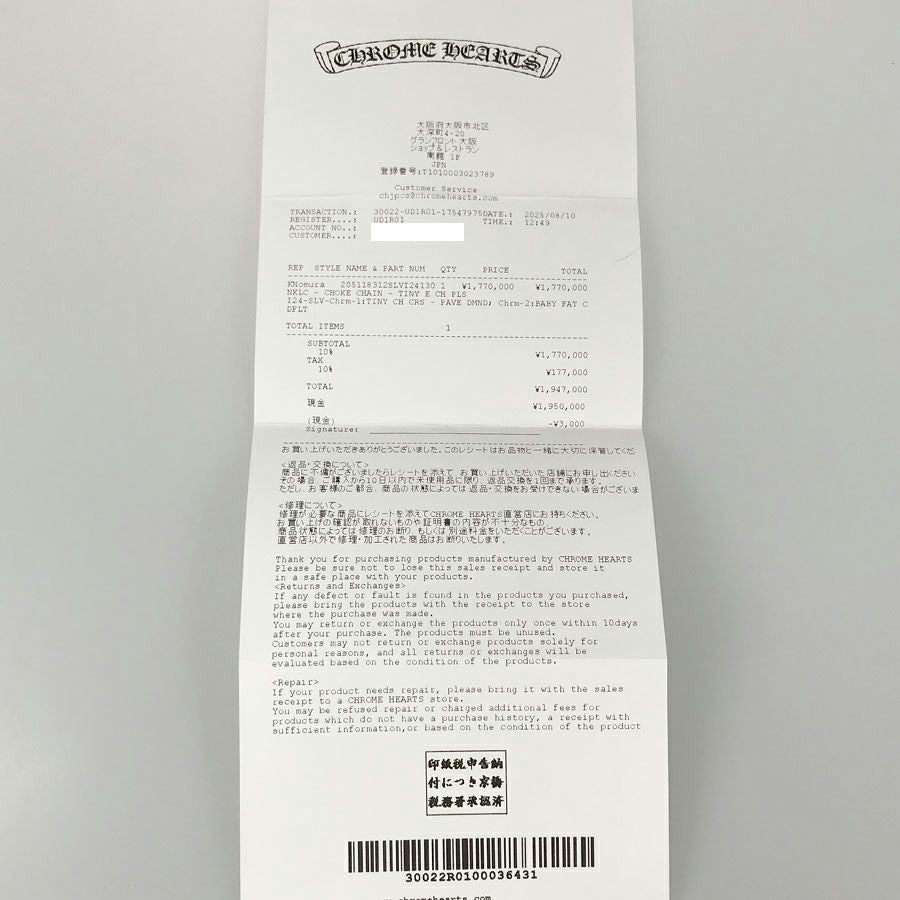 CHROME HEARTS
大阪府大阪市北区
大深町4-20
グランフロント大阪
ショップ&レストラン
南館 1F
JPN
登録番号:T1010003023789
Customer Service
chjpcs@chromehearts.com
TRANSACTION.: 30022-UD1R01-17547975DATE.: 2025/08/10
REGISTER....: UD1R01 TIME.: 12:49
ACCOUNT NO..:
CUSTOMER....:
REP STYLE NAME & PART NUM QTY PRICE TOTAL
KNomura 205118312SLVI24130 1 ¥1,770,000 ¥1,770,000
NKLC - CHOKE CHAIN - TINY E CH PLS
I24-SLV-Chrm-1:TINY CH CRS - PAVE DMND; Chrm-2:BABY FAT C
DFLT
TOTAL ITEMS 1
SUBTOTAL
10% ¥1,770,000
TAX
10% ¥177,000
TOTAL ¥1,947,000
現金 ¥1,950,000
(現金) -¥3,000
Signature:
お買い上げいただきありがとうございました。このレシートはお品物と一緒に大切に保管してくだ
<返品・交換について>
商品に不備がございましたらレシートを添えて、お買い上げいただいた店舗にお申し出ください。
その場合、ご購入から10日以内で未使用品に限り、返品交換を1回まで承ります。
ただし、お客様のご都合、商品の状態によっては返品・交換をお受けできない場合がございま
<修理について>
修理が必要な商品にレシートを添えてCHROME HEARTS直営店にお持ちください。
お買い上げの確認が取れないものや証明書の内容が不十分なもの、
商品状態によっては修理のお断り、もしくは別途料金をいただくことがございます。
直営店以外で修理・加工された商品はお断りいたします。
Thank you for purchasing products manufactured by CHROME HEARTS
Please be sure not to lose this sales receipt and store it
in a safe place with your products.
<Returns and Exchanges>
If any defect or fault is found in the products you purchased,
please bring the products with the receipt to the store
where the purchase was made.
You may return or exchange the products only once within 10days
after your purchase. The products must be unused.
Customers may not return or exchange products solely for
personal reasons, and all returns or exchanges will be
evaluated based on the condition of the products.
<Repair>
If your product needs repair, please bring it with the sales
receipt to a CHROME HEARTS store.
You may be refused repair or charged additional fees for
products which do not have a purchase history, a receipt with
sufficient information,or based on the condition of the product
印紙税申告納
付につき京橋
税務署承認済
30022R0100036431
www.chromehearts.com